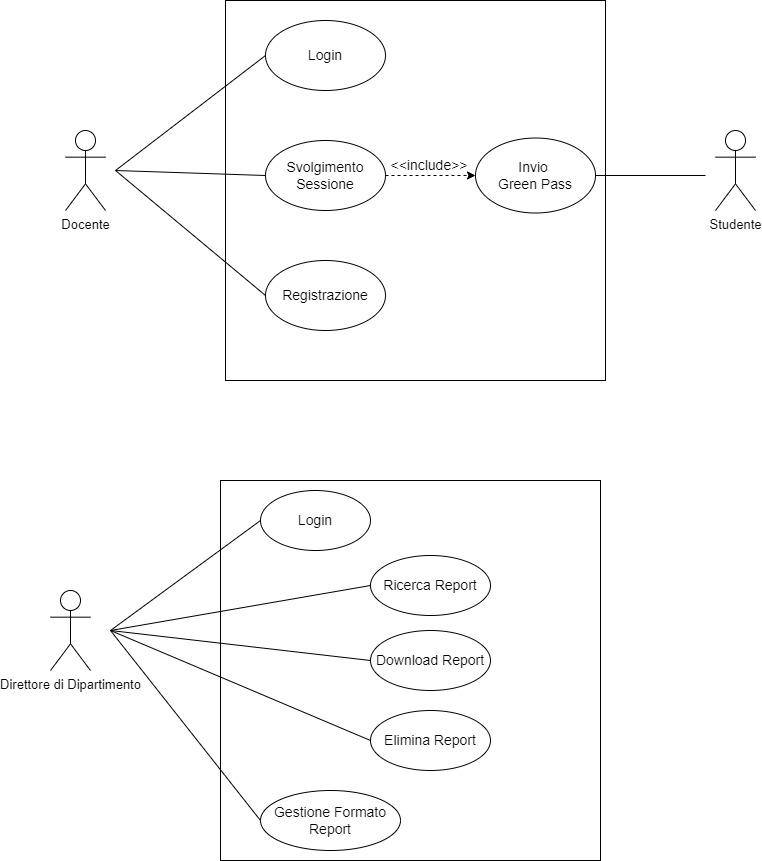 Login
Docente
Svolgimento
Sessione
<<include>>
Invio
Green Pass
Studente
Registrazione
Login
Direttore di Dipartimento
Ricerca Report
Download Report
Elimina Report
Gestione Formato
Report